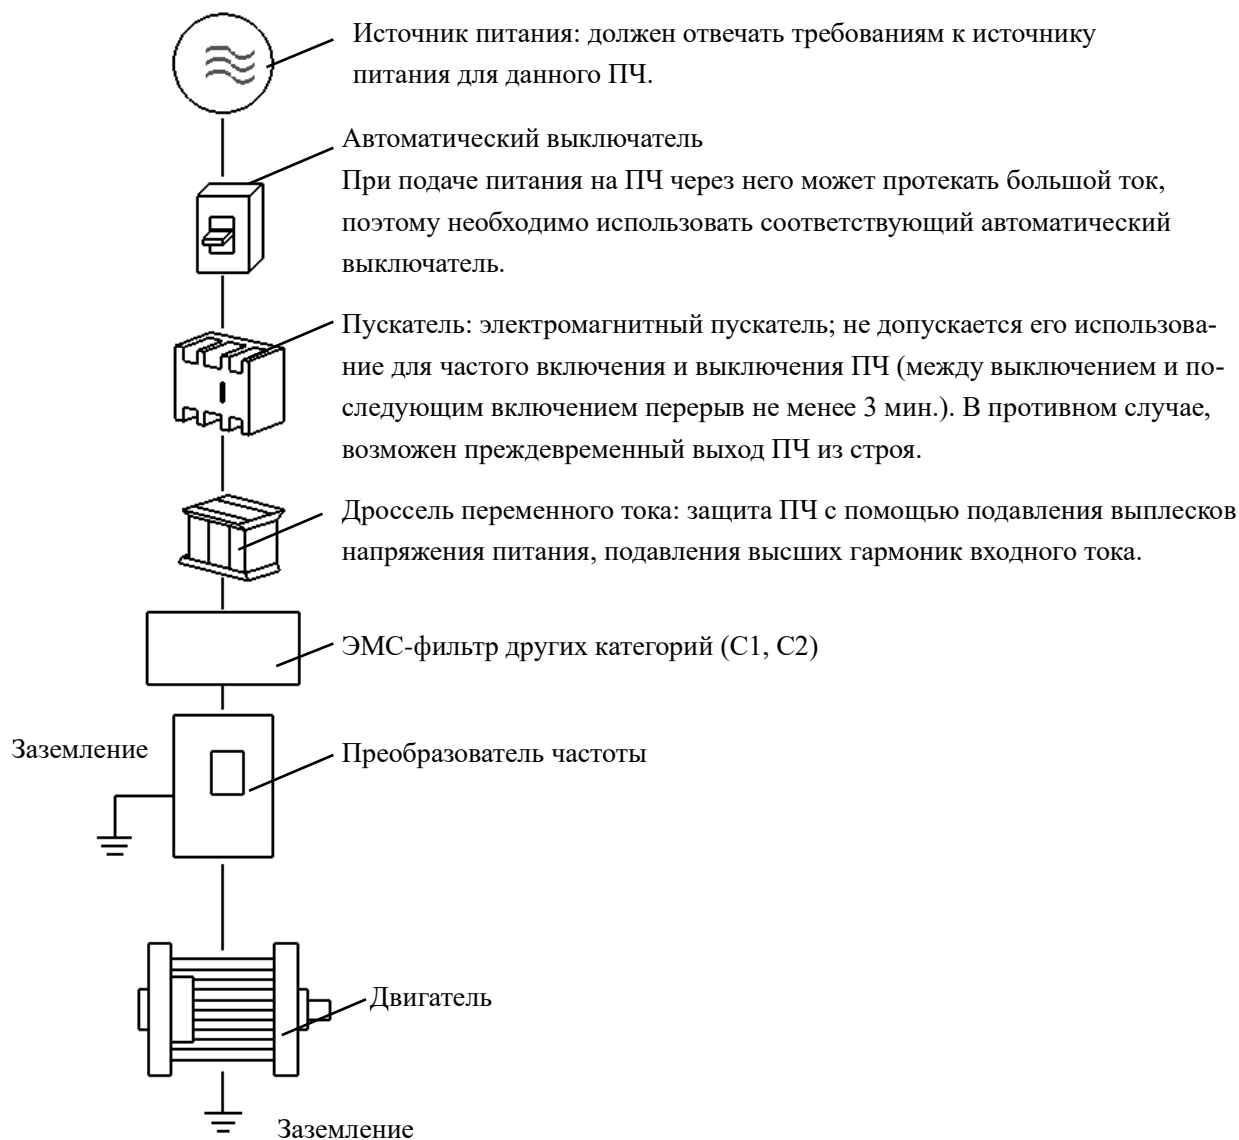 Источник питания: должен отвечать требованиям к источнику
питания для данного ПЧ.
Автоматический выключатель
При подаче питания на ПЧ через него может протекать большой ток,
поэтому необходимо использовать соответствующий автоматический
выключатель.
Пускатель: электромагнитный пускатель; не допускается его использова-
ние для частого включения и выключения ПЧ (между выключением и по-
следующим включением перерыв не менее 3 мин.). В противном случае,
возможен преждевременный выход ПЧ из строя.
Дроссель переменного тока: защита ПЧ с помощью подавления выплесков
напряжения питания, подавления высших гармоник входного тока.
ЭМС-фильтр других категорий (С1, С2)
Заземление
Преобразователь частоты
Двигатель
Заземление